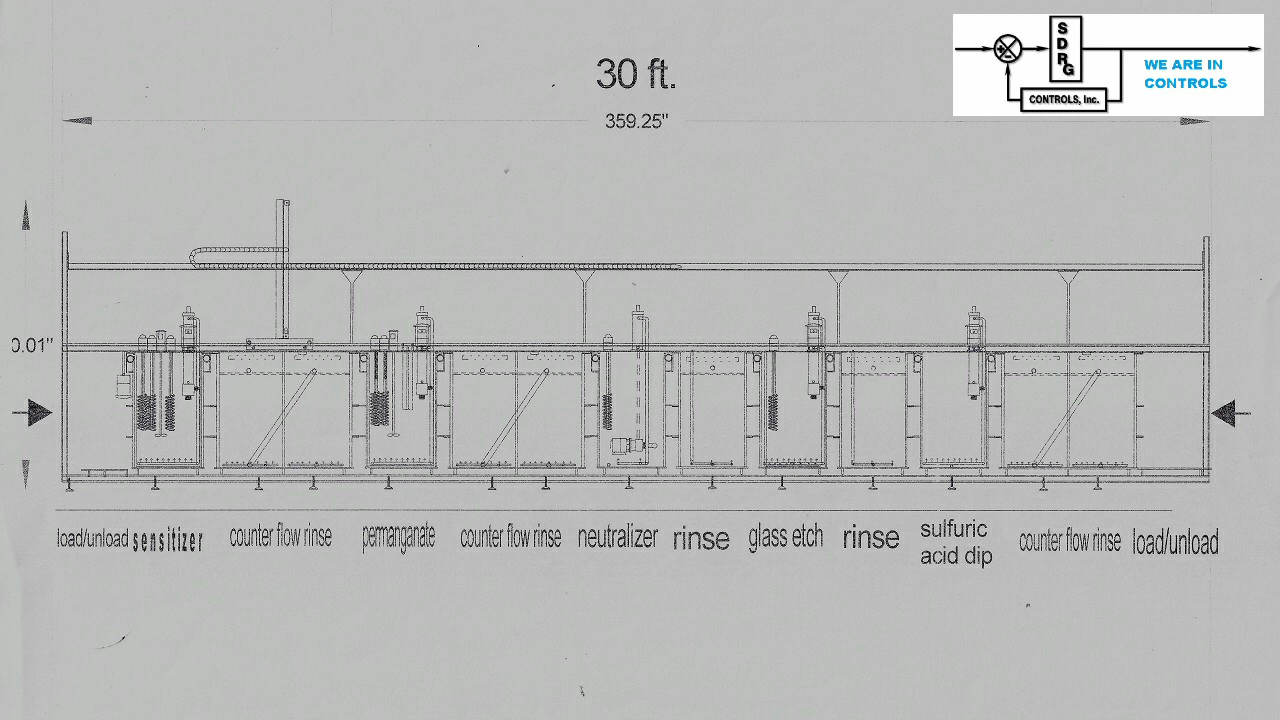 S
D
R
G
CONTROLS, Inc.
WE ARE IN
CONTROLS
30 ft.
359.25"
0.01"
load/unload sensitizer counter flow rinse permanganate counter flow rinse neutralizer rinse glass etch rinse sulfuric acid dip counter flow rinse load/unload